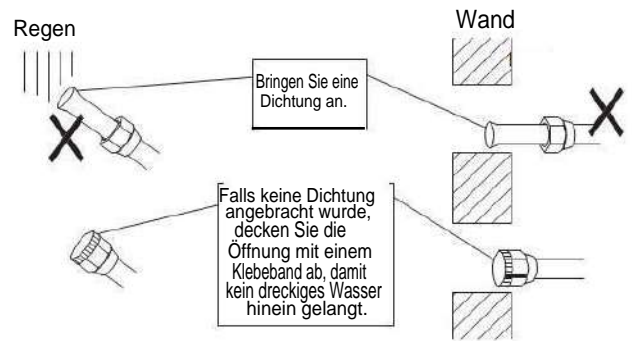 Regen
Wand
Bringen Sie eine
Dichtung an.
Falls keine Dichtung
angebracht wurde,
decken Sie die
Öffnung mit einem
Klebeband ab, damit
kein dreckiges Wasser
hinein gelangt.